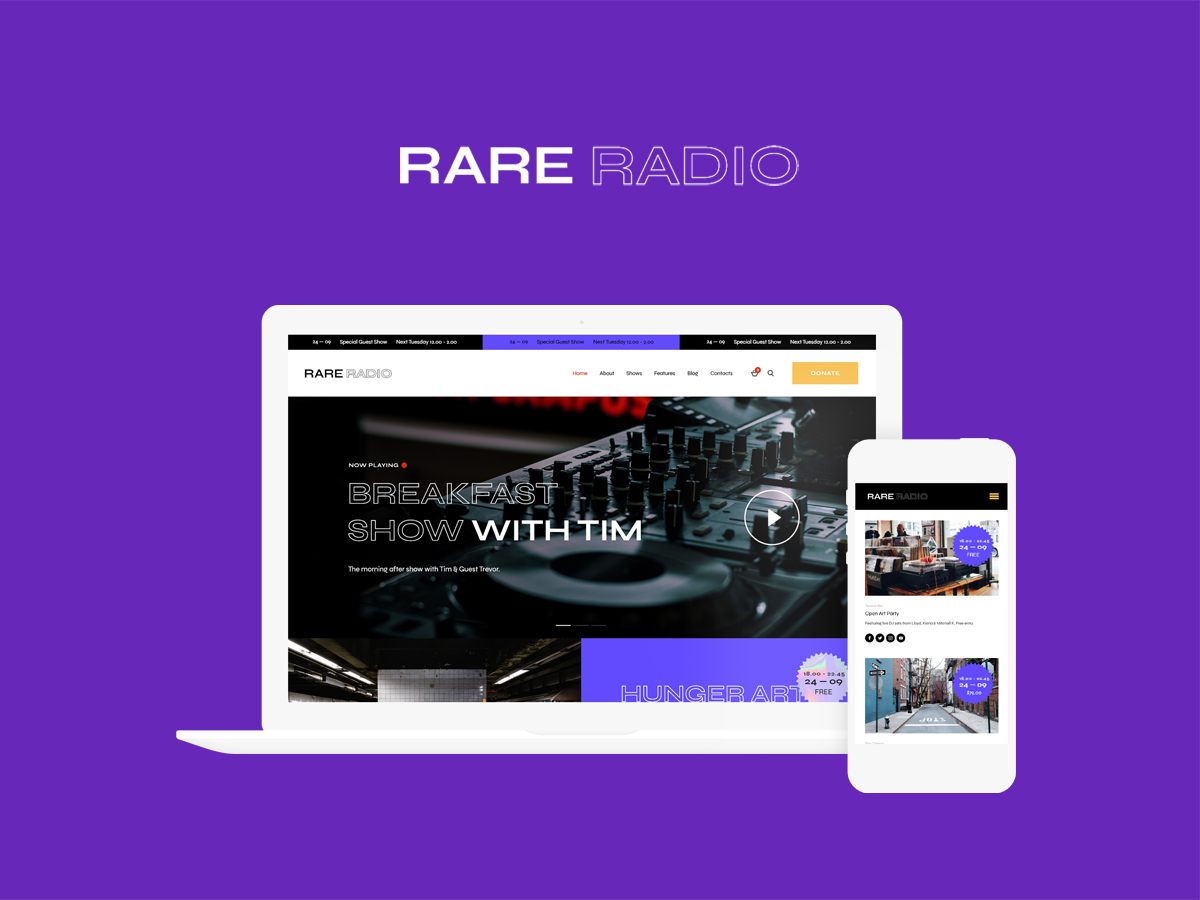 RARE RADIO
24 — 09 Special Guest Show Next Tuesday 12.00 - 2.00
24 — 09 Special Guest Show Next Tuesday 12.00 - 2.00
24 — 09 Special Guest Show Next Tuesday 12.00 - 2.00
RARE RADIO
Home About Shows Features Blog Contacts
DONATE
NOW PLAYING
BREAKFAST
SHOW WITH TIM
The morning after show with Tim & Guest Trevor.
HUNGER ART
18.00 - 22.45
24 — 09
FREE
RARE RADIO
18.00 - 22.45
24 — 09
FREE
Open Art Party
Featuring live DJ sets from Lloyd, Fiona & Mitchell K. Free entry.
18.00 - 22.45
24 — 09
$75.00